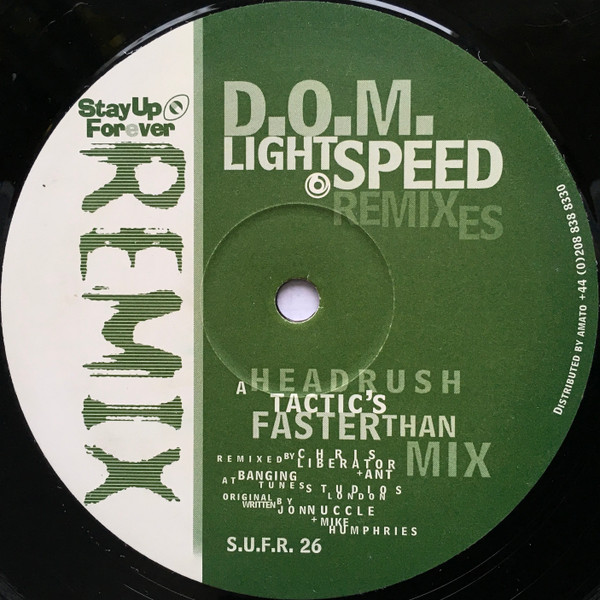 Stay Up
Forever
REMIX
D.O.M.
LIGHTSPEED
REMIXES
A HEADRUSH
TACTIC'S
FASTER THAN
MIX
REMIXED BY CHRIS
LIBERATOR
+ ANT
AT BANGING
TUNES STUDIOS
LONDON
ORIGINAL WRITTEN BY
JON NUCCLE
+ MIKE
HUMPHRIES
S.U.F.R. 26
DISTRIBUTED BY AMATO +44 (0)208 838 8330